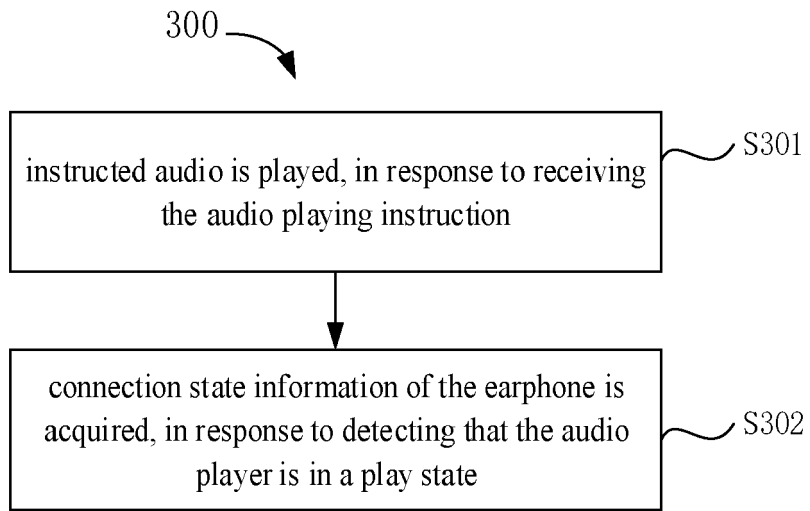 300
instructed audio is played, in response to receiving
the audio playing instruction
S301
connection state information of the earphone is
acquired, in response to detecting that the audio
player is in a play state
S302